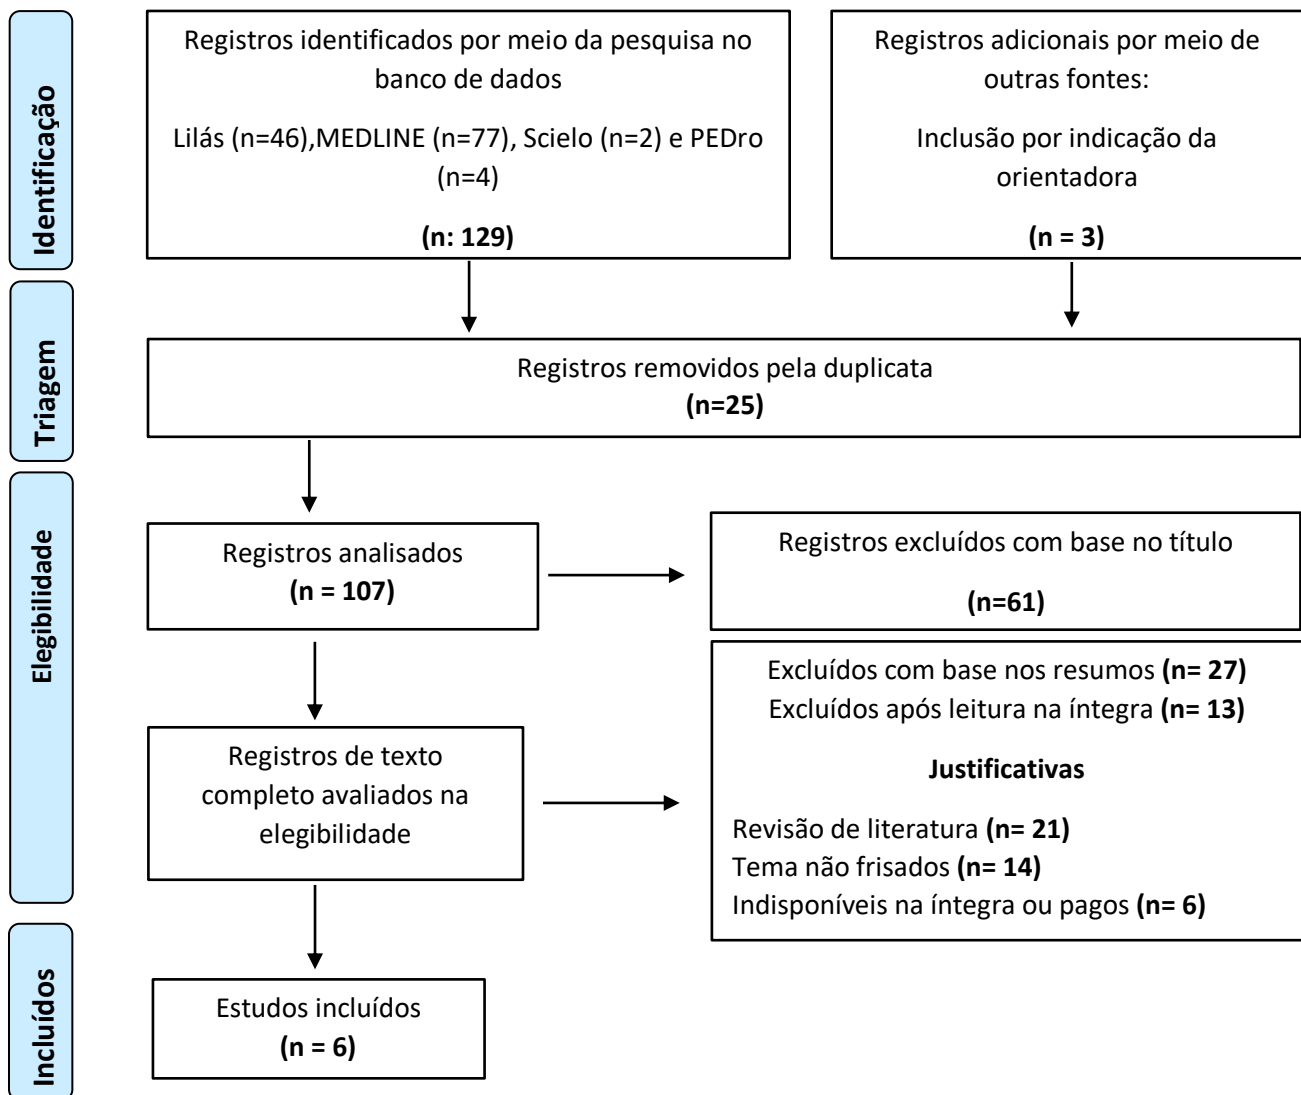 Identificação
Registros identificados por meio da pesquisa no
banco de dados
Lilás (n=46),MEDLINE (n=77), Scielo (n=2) e PEDro
(n=4)
(n: 129)
Registros adicionais por meio de
outras fontes:
Inclusão por indicação da
orientadora
(n = 3)
Triagem
Registros removidos pela duplicata
(n=25)
Elegibilidade
Registros analisados
(n = 107)
Registros excluídos com base no título
(n=61)
Registros de texto
completo avaliados na
elegibilidade
Excluídos com base nos resumos (n= 27)
Excluídos após leitura na íntegra (n= 13)
Justificativas
Revisão de literatura (n= 21)
Tema não frisados (n= 14)
Indisponíveis na íntegra ou pagos (n= 6)
Incluídos
Estudos incluídos
(n = 6)